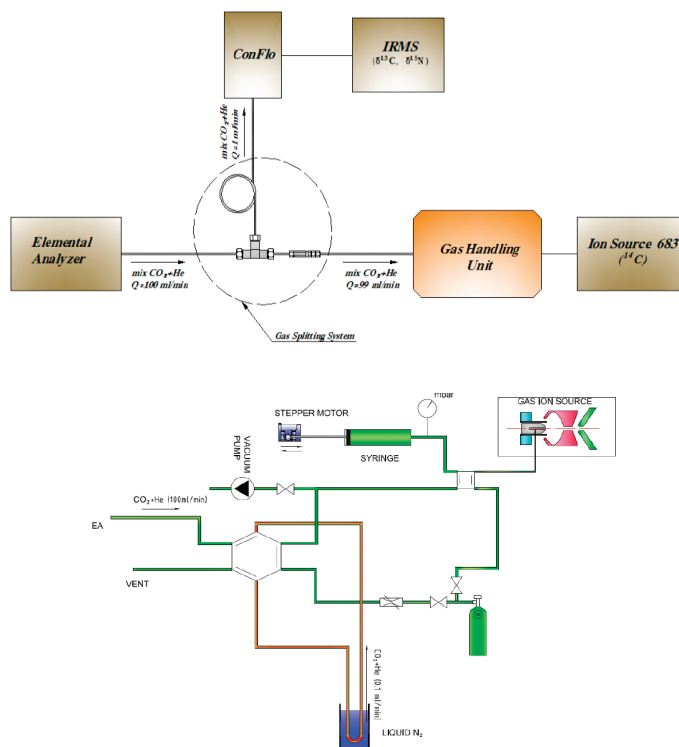 ConFlo
IRMS
(δ¹³C, δ¹⁵N)
mix CO₂+He
Q≈1 ml/min
Elemental
Analyzer
mix CO₂+He
Q≈100 ml/min
mix CO₂+He
Q≈99 ml/min
Gas Handling
Unit
Ion Source 683
(¹⁴C)
Gas Splitting System
mbar
GAS ION SOURCE
STEPPER MOTOR
SYRINGE
VACUUM
PUMP
CO₂+He (100ml/min)
EA
VENT
CO₂+He (0.1 ml/min)
LIQUID N₂